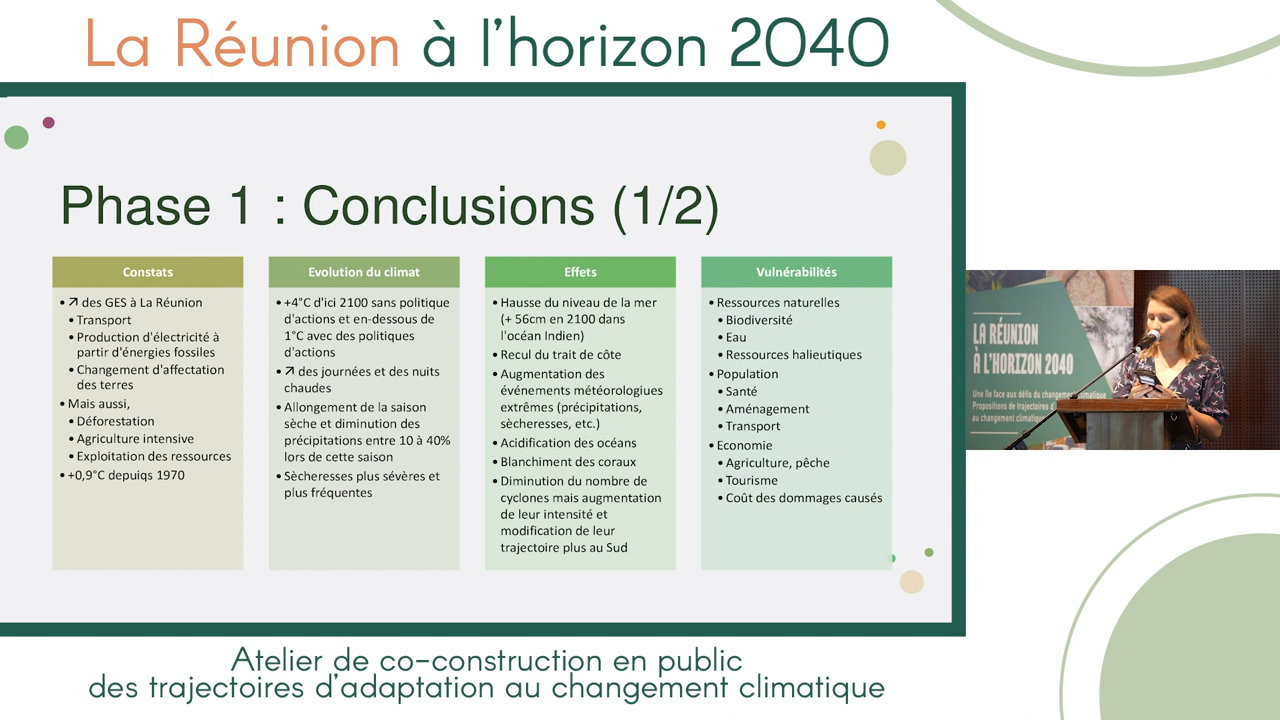 La Réunion à l'horizon 2040
Phase 1 : Conclusions (1/2)
Constats
• ↗ des GES à La Réunion
• Transport
• Production d'électricité à
partir d'énergies fossiles
• Changement d'affectation
des terres
• Mais aussi,
• Déforestation
• Agriculture intensive
• Exploitation des ressources
• +0,9°C depuiqs 1970
Evolution du climat
• +4°C d'ici 2100 sans politique
d'actions et en-dessous de
1°C avec des politiques
d'actions
• ↗ des journées et des nuits
chaudes
• Allongement de la saison
sèche et diminution des
précipitations entre 10 à 40%
lors de cette saison
• Sècheresses plus sévères et
plus fréquentes
Effets
• Hausse du niveau de la mer
(+ 56cm en 2100 dans
l'océan Indien)
• Recul du trait de côte
• Augmentation des
événements météorologiues
extrêmes (précipitations,
sècheresses, etc.)
• Acidification des océans
• Blanchiment des coraux
• Diminution du nombre de
cyclones mais augmentation
de leur intensité et
modification de leur
trajectoire plus au Sud
Vulnérabilités
• Ressources naturelles
• Biodiversité
• Eau
• Ressources halieutiques
• Population
• Santé
• Aménagement
• Transport
• Economie
• Agriculture, pêche
• Tourisme
• Coût des dommages causés
LA RÉUNION
À L'HORIZON 2040
Une île face aux défis du changement climatique
Propositions de trajectoires
au changement climatique
Atelier de co-construction en public
des trajectoires d'adaptation au changement climatique